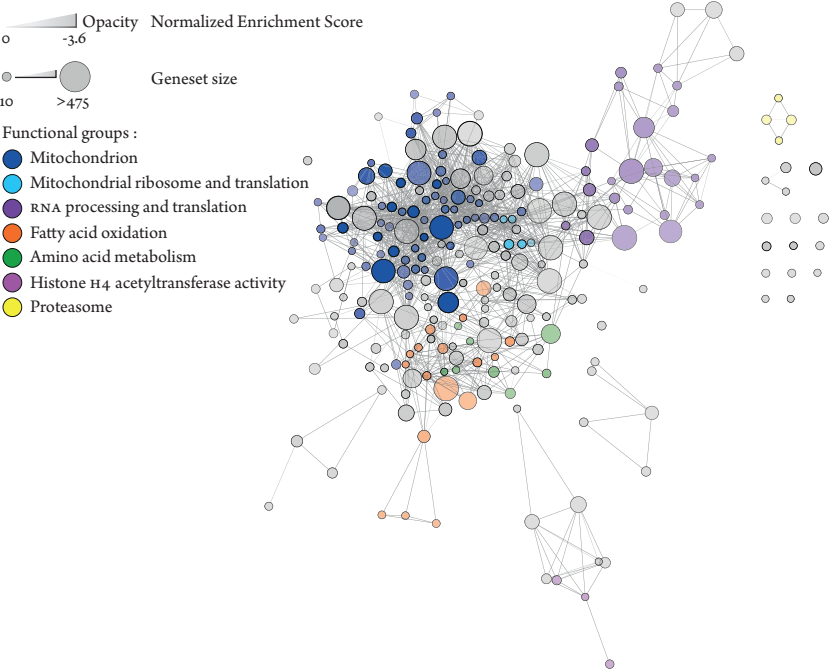 Opacity Normalized Enrichment Score
0 -3.6
Geneset size
10 >475
Functional groups :
Mitochondrion
Mitochondrial ribosome and translation
RNA processing and translation
Fatty acid oxidation
Amino acid metabolism
Histone H4 acetyltransferase activity
Proteasome